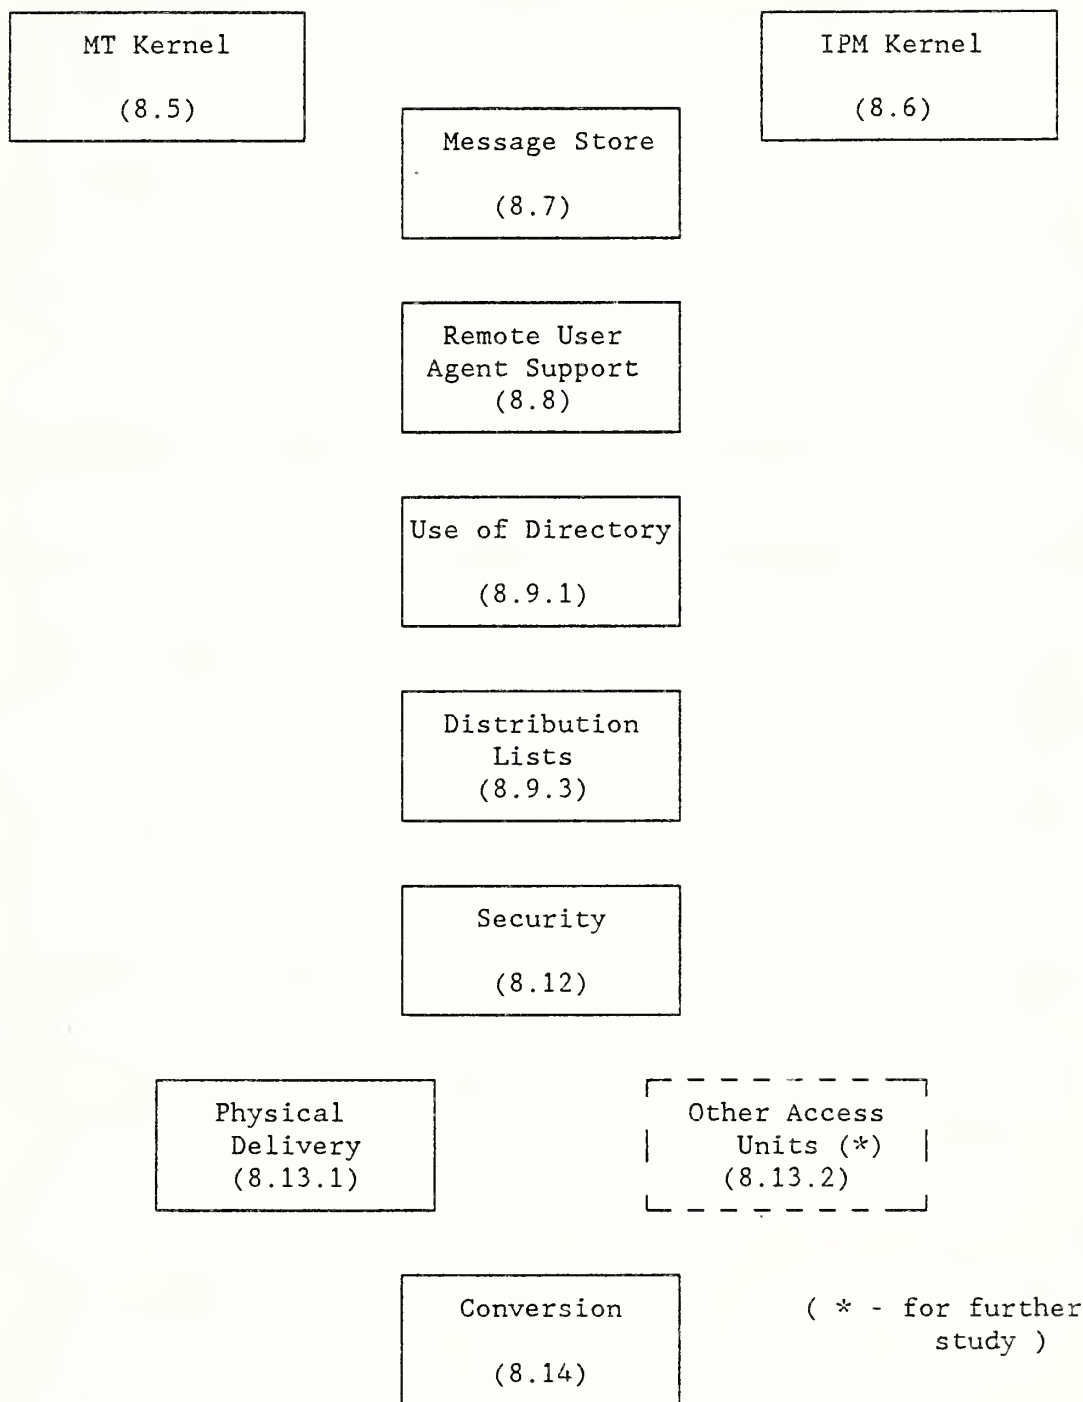 MT Kernel
(8.5)
IPM Kernel
(8.6)
Message Store
(8.7)
Remote User
Agent Support
(8.8)
Use of Directory
(8.9.1)
Distribution
Lists
(8.9.3)
Security
(8.12)
Physical
Delivery
(8.13.1)
Other Access
Units (*)
(8.13.2)
Conversion
(8.14)
( * - for further
study )